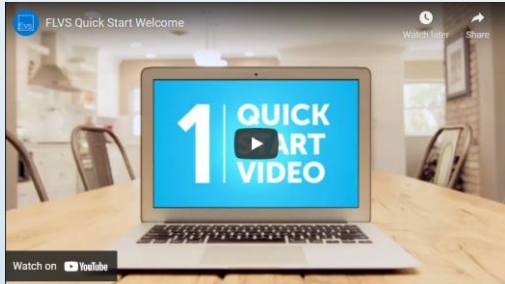 FLVS Quick Start Welcome
Watch later
Share
1
QUICK
START
VIDEO
Watch on YouTube